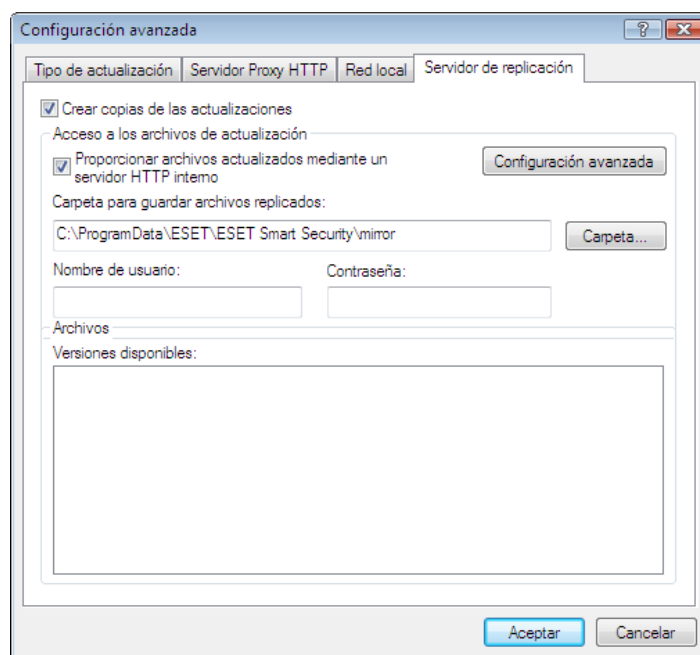 Configuración avanzada
Tipo de actualización
Servidor Proxy HTTP
Red local
Servidor de replicación
Crear copias de las actualizaciones
Acceso a los archivos de actualización
Proporcionar archivos actualizados mediante un
servidor HTTP interno
Configuración avanzada
Carpeta para guardar archivos replicados:
C:\ProgramData\ESET\ESET Smart Security\mirror
Carpeta...
Nombre de usuario:
Contraseña:
Archivos
Versiones disponibles:
Aceptar
Cancelar